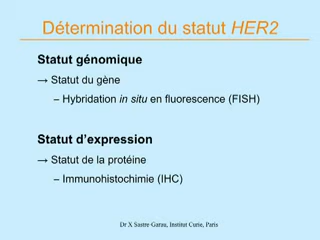 Détermination du statut HER2
Statut génomique
→ Statut du gène
– Hybridation in situ en fluorescence (FISH)
Statut d’expression
→ Statut de la protéine
– Immunohistochimie (IHC)
Dr X Sastre-Garau, Institut Curie, Paris